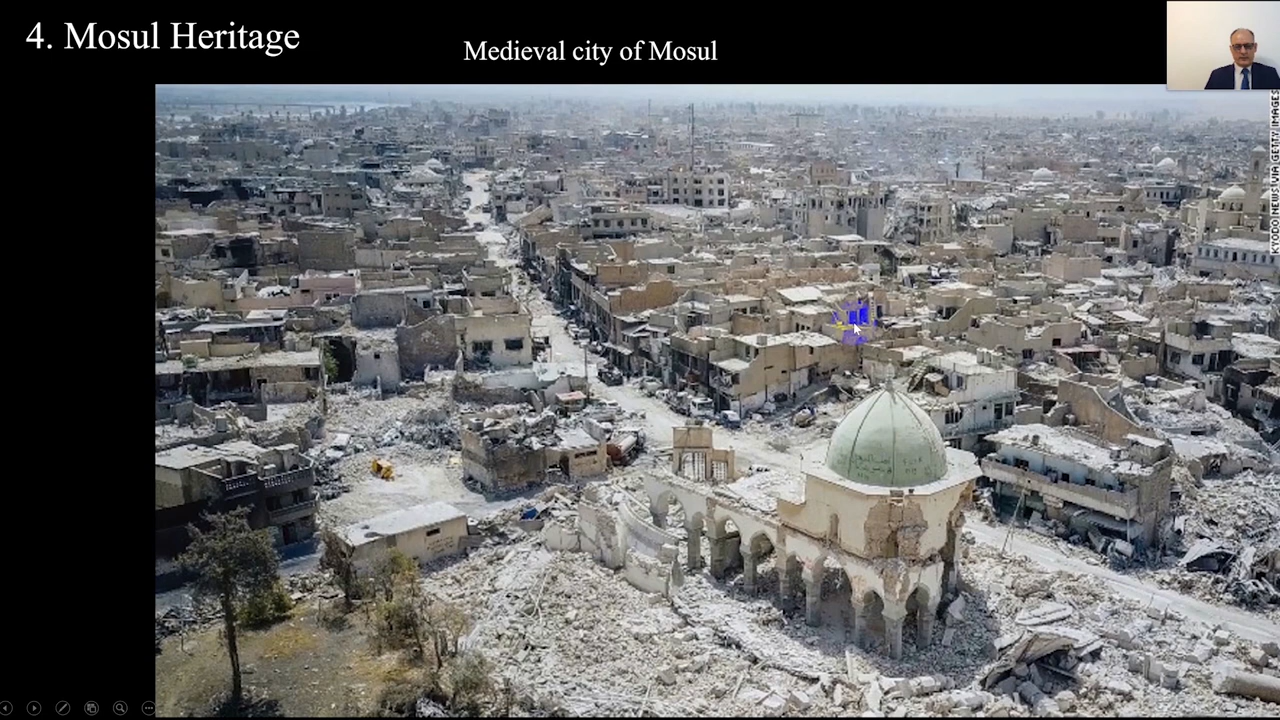 4. Mosul Heritage
Medieval city of Mosul
KYODO NEWS VIA GETTY IMAGES